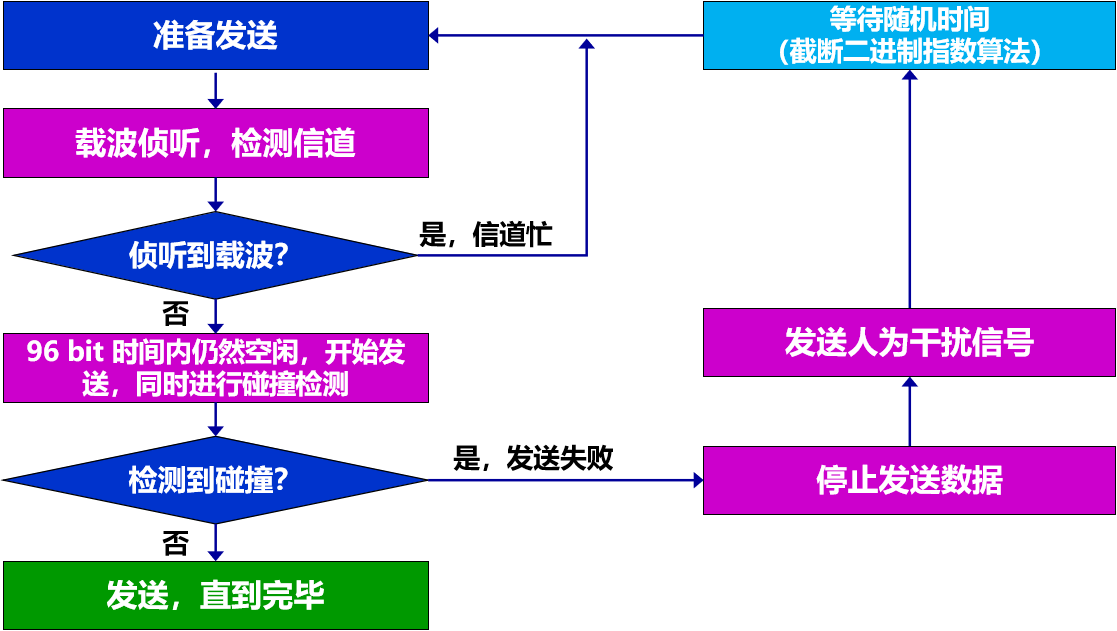 准备发送
等待随机时间
（截断二进制指数算法）
载波侦听，检测信道
侦听到载波？
是，信道忙
否
96 bit 时间内仍然空闲，开始发
送，同时进行碰撞检测
发送人为干扰信号
检测到碰撞？
是，发送失败
停止发送数据
否
发送，直到完毕